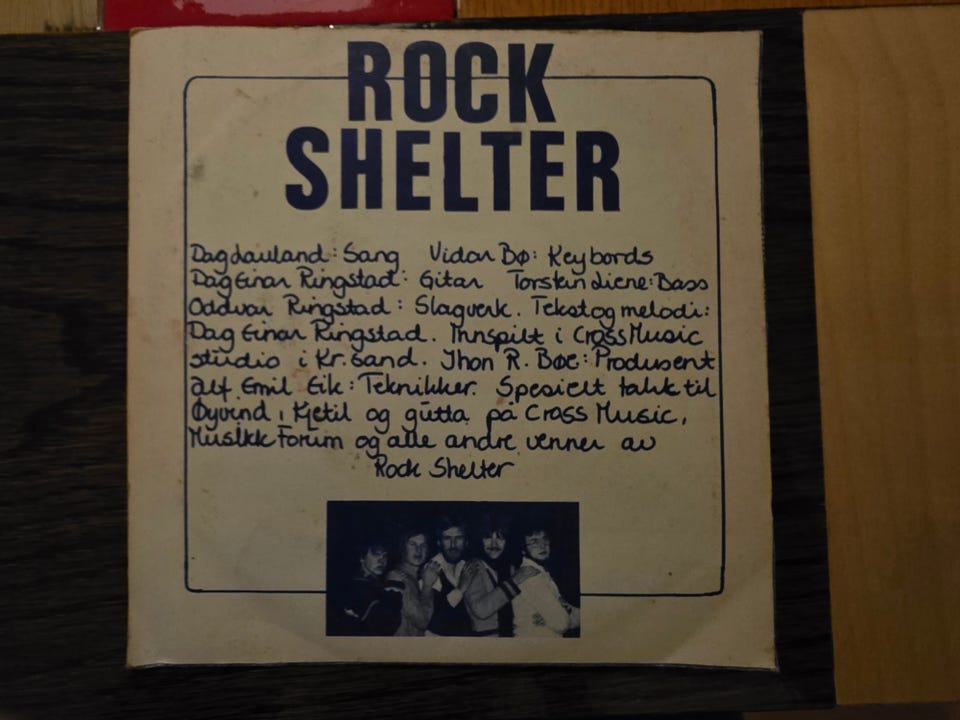 ROCK
SHELTER
Dag Lauland: Sang Vidar Bø: Keybords
Dag Einar Ringstad: Gitar Torstein Liene: Bass
Oddvar Ringstad: Slagverk. Tekst og melodi:
Dag Einar Ringstad. Innspilt i Cross Music
studio i Kr.sand. Jhon R. Bøe: Produsent
Alf Emil Eik: Teknikker. Spesielt takk til
Øyvind, Kjetil og gutta på Cross Music,
Musikk Forum og alle andre venner av
Rock Shelter